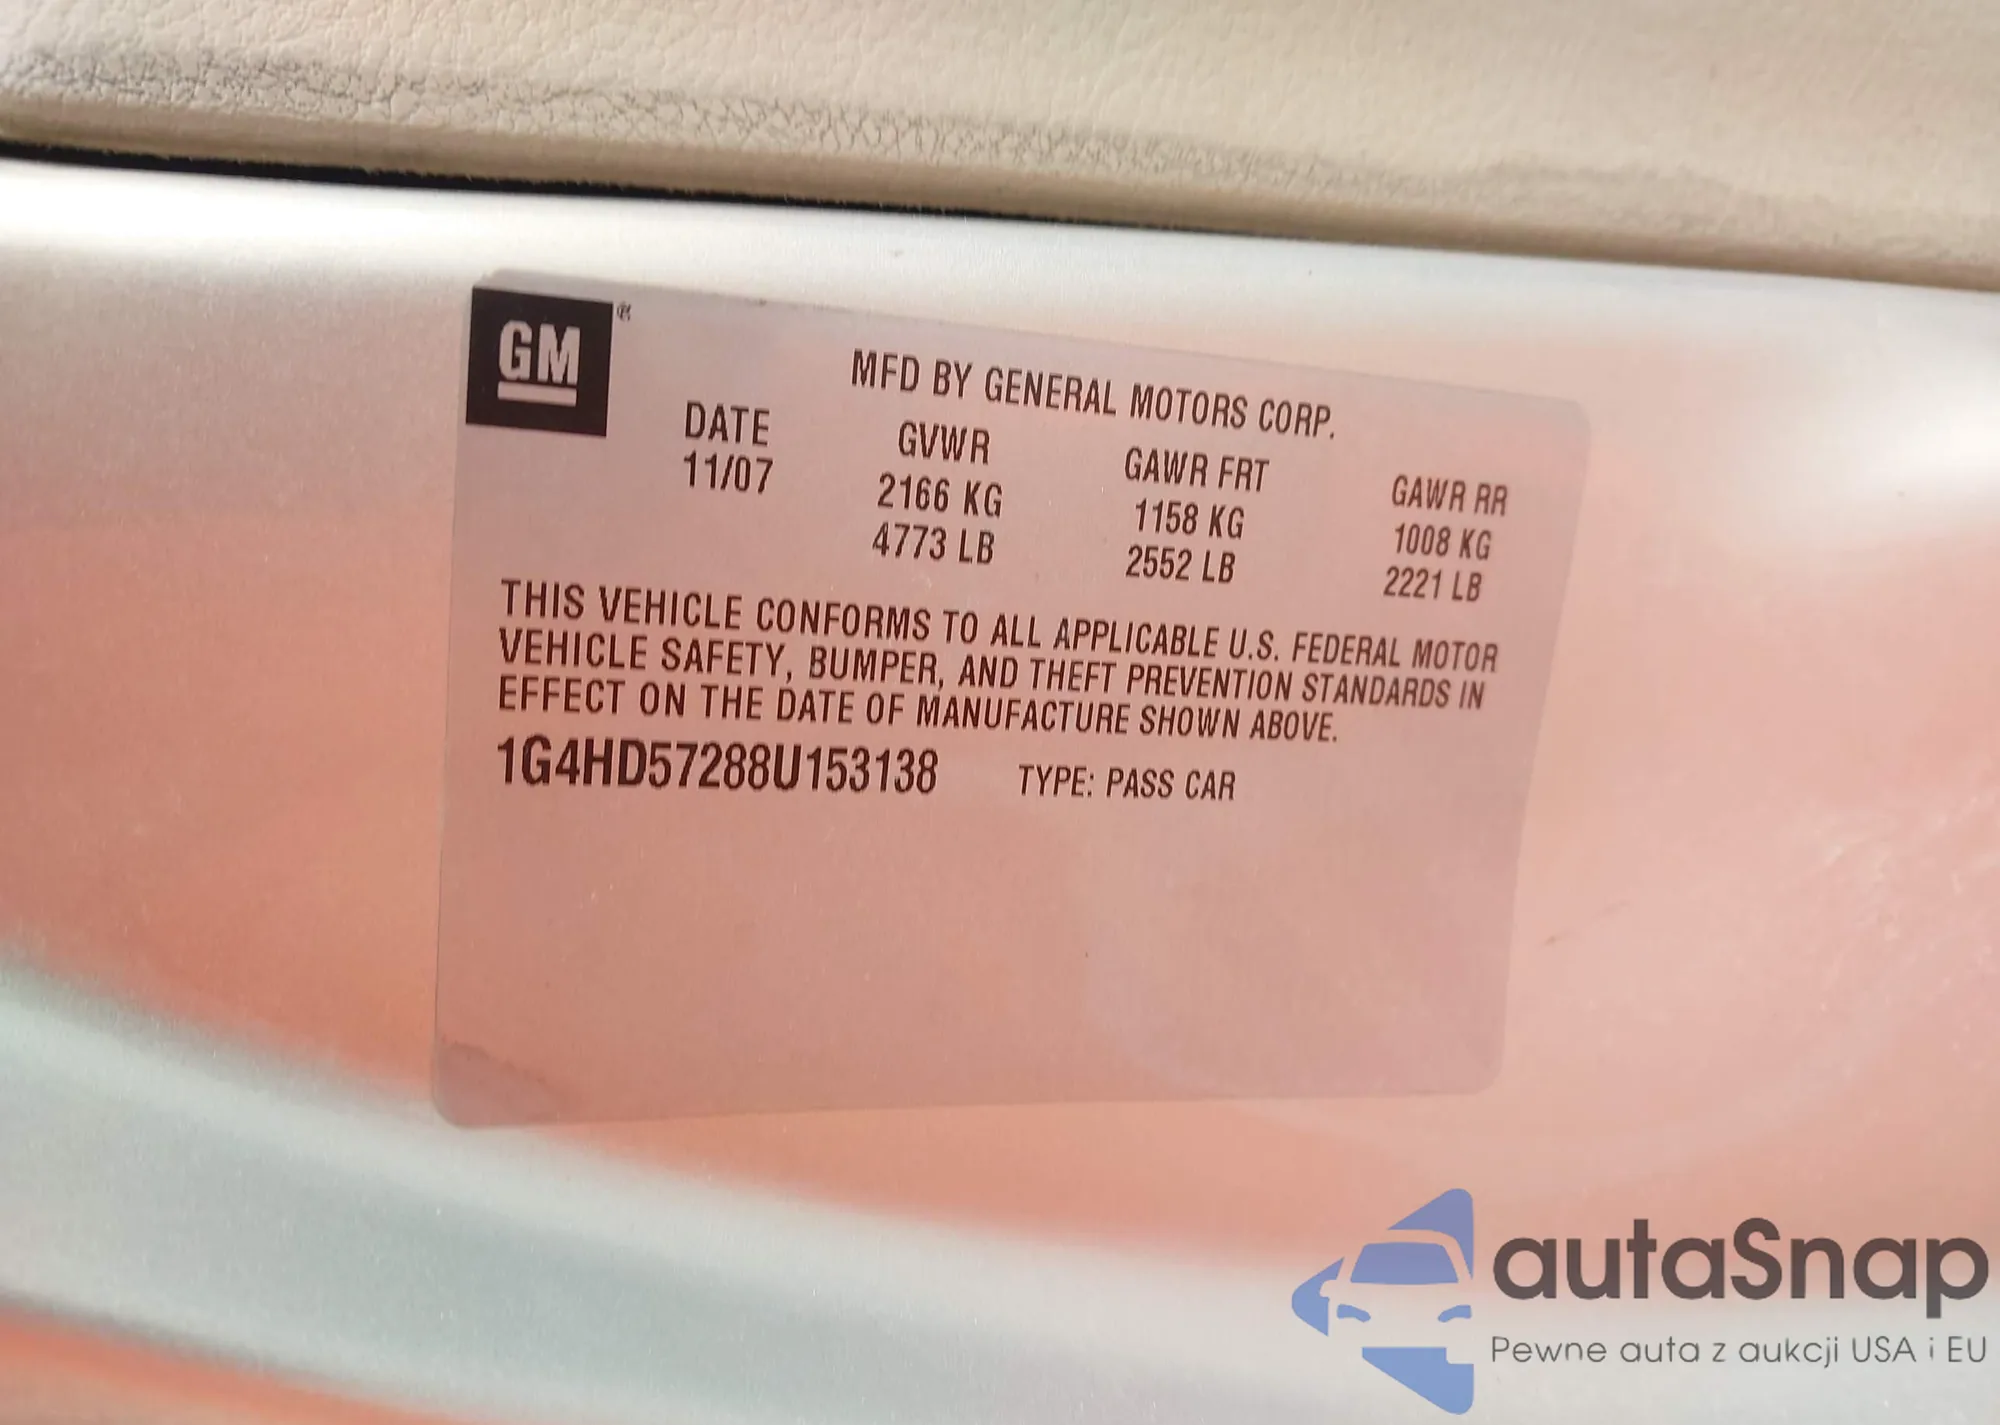 GM
®
MFD BY GENERAL MOTORS CORP.
DATE GVWR GAWR FRT GAWR RR
11/07 2166 KG 1158 KG 1008 KG
4773 LB 2552 LB 2221 LB
THIS VEHICLE CONFORMS TO ALL APPLICABLE U.S. FEDERAL MOTOR
VEHICLE SAFETY, BUMPER, AND THEFT PREVENTION STANDARDS IN
EFFECT ON THE DATE OF MANUFACTURE SHOWN ABOVE.
1G4HD57288U153138 TYPE: PASS CAR
autaSnap
Pewne auta z aukcji USA i EU